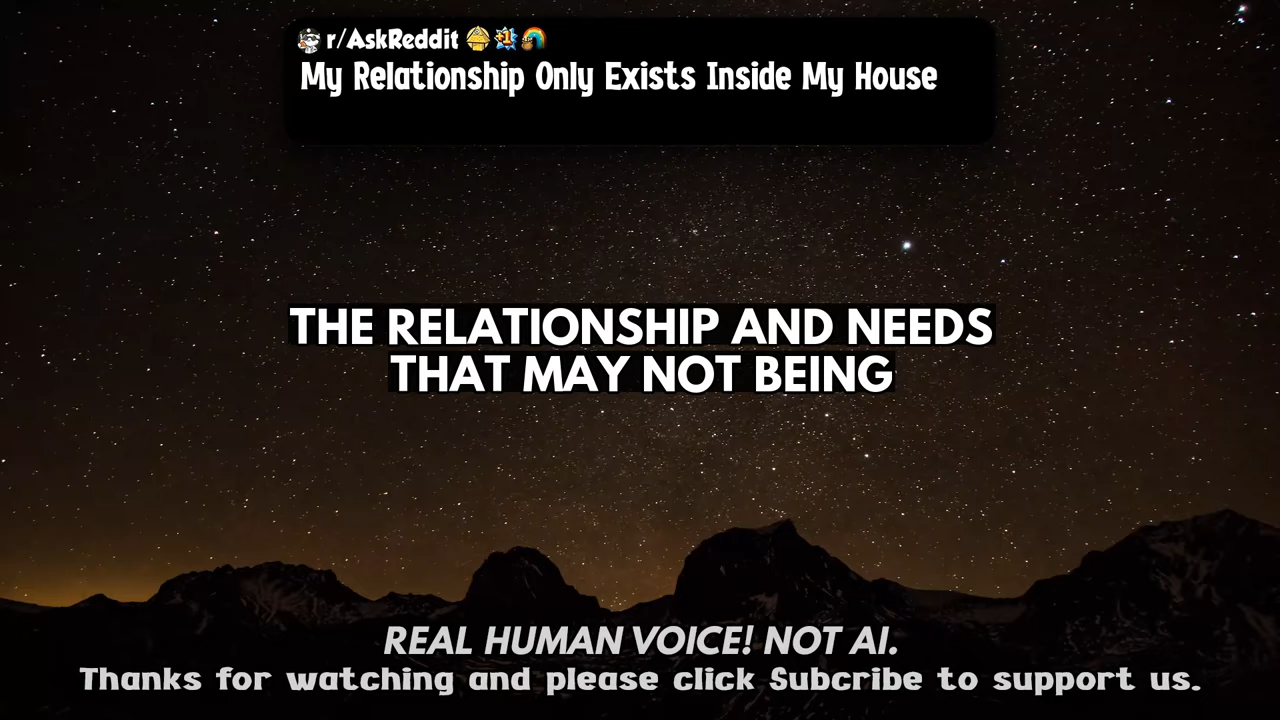 r/AskReddit
My Relationship Only Exists Inside My House
THE RELATIONSHIP AND NEEDS
THAT MAY NOT BEING
REAL HUMAN VOICE! NOT AI.
Thanks for watching and please click Subcribe to support us.